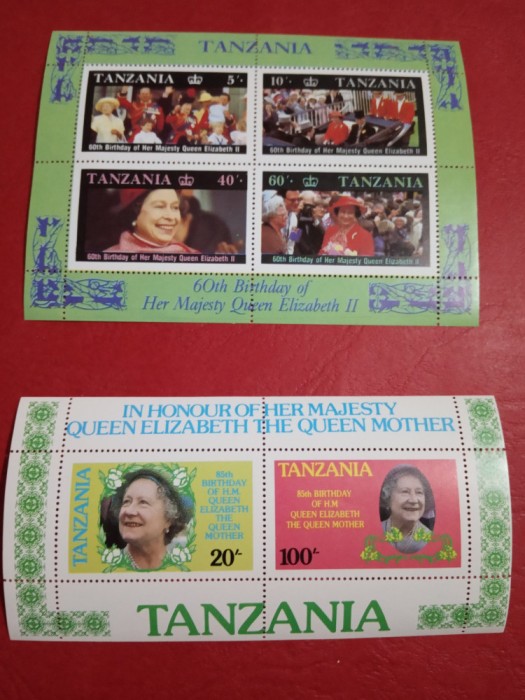 TANZANIA
TANZANIA 5/-
60th Birthday of Her Majesty Queen Elizabeth II
10/- TANZANIA
60th Birthday of Her Majesty Queen Elizabeth II
TANZANIA 40/-
60th Birthday of Her Majesty Queen Elizabeth II
60/- TANZANIA
60th Birthday of Her Majesty Queen Elizabeth II
60th Birthday of
Her Majesty Queen Elizabeth II
IN HONOUR OF HER MAJESTY
QUEEN ELIZABETH THE QUEEN MOTHER
TANZANIA
85th
BIRTHDAY
OF H.M.
QUEEN
ELIZABETH
THE
QUEEN
MOTHER
20/-
TANZANIA
85th BIRTHDAY
OF H.M.
QUEEN ELIZABETH
THE QUEEN MOTHER
100/-
TANZANIA